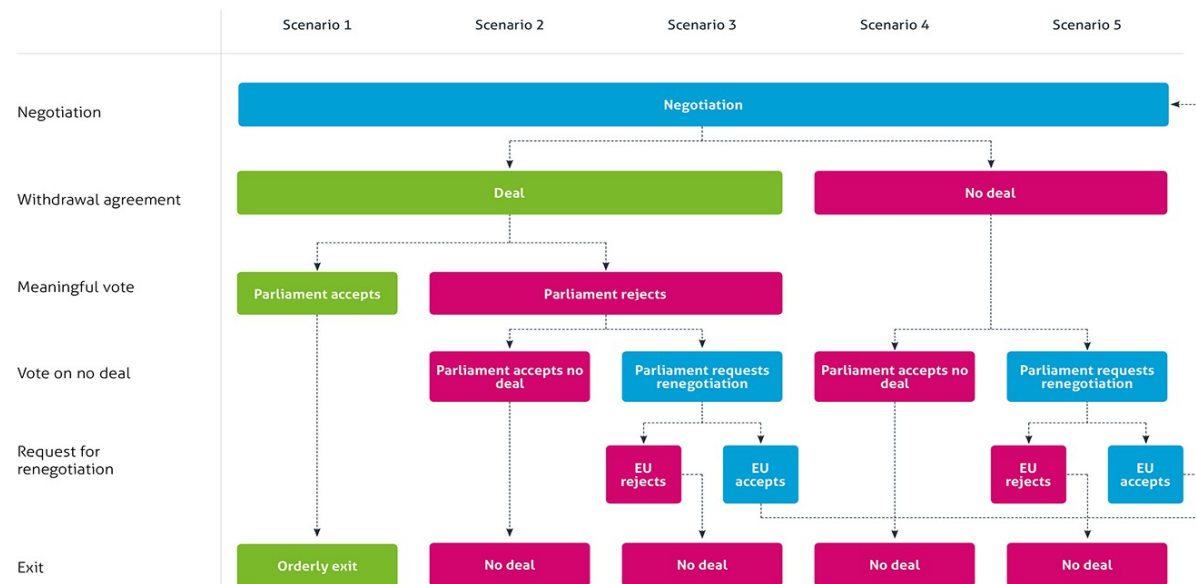 Scenario 1
Scenario 2
Scenario 3
Scenario 4
Scenario 5
Negotiation
Negotiation
Withdrawal agreement
Deal
No deal
Meaningful vote
Parliament accepts
Parliament rejects
Vote on no deal
Parliament accepts no
deal
Parliament requests
renegotiation
Parliament accepts no
deal
Parliament requests
renegotiation
Request for
renegotiation
EU
rejects
EU
accepts
EU
rejects
EU
accepts
Exit
Orderly exit
No deal
No deal
No deal
No deal